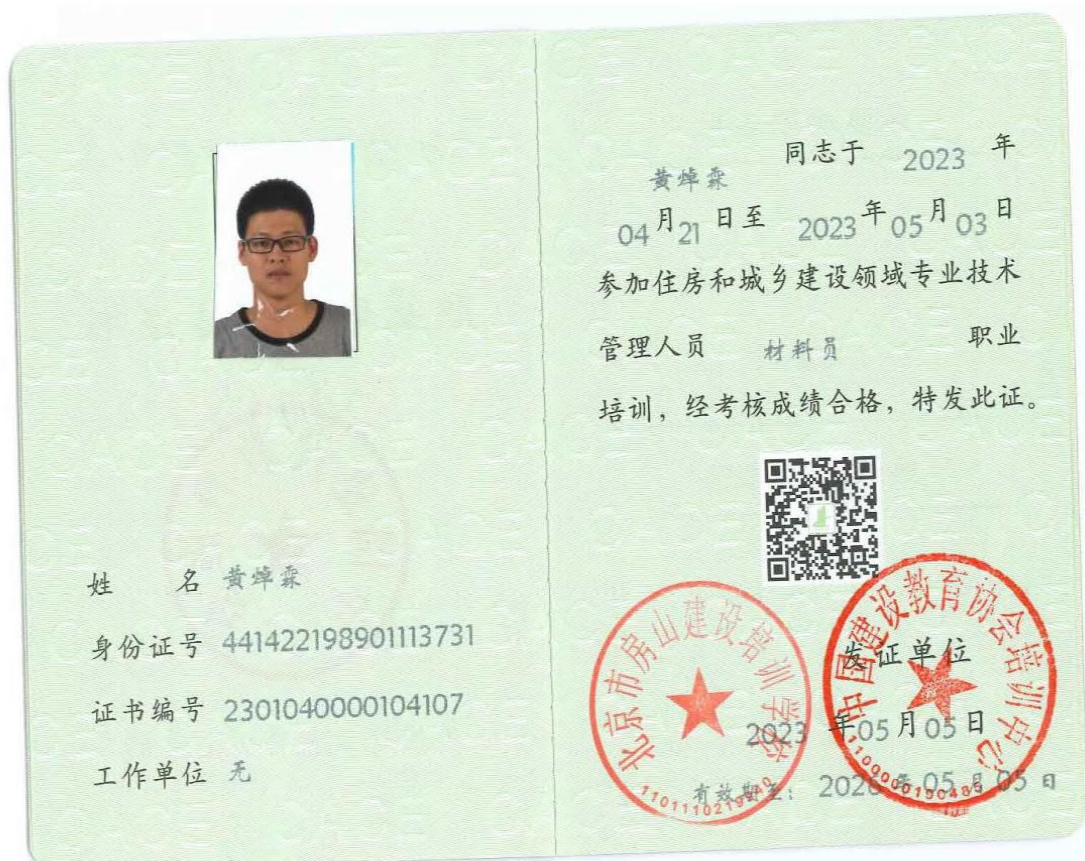 姓 名 黄焯霖
身份证号 441422198901113731
证书编号 2301040000104107
工作单位 无
黄焯霖 同志于 2023 年
04 月 21 日至 2023 年 05 月 03 日
参加住房和城乡建设领域专业技术
管理人员 材料员 职业
培训，经考核成绩合格，特发此证。
北京市房山建设培训学校
中国建设教育协会培训中心
发证单位
2023 年 05 月 05 日
有效期至： 2026 年 05 月 05 日